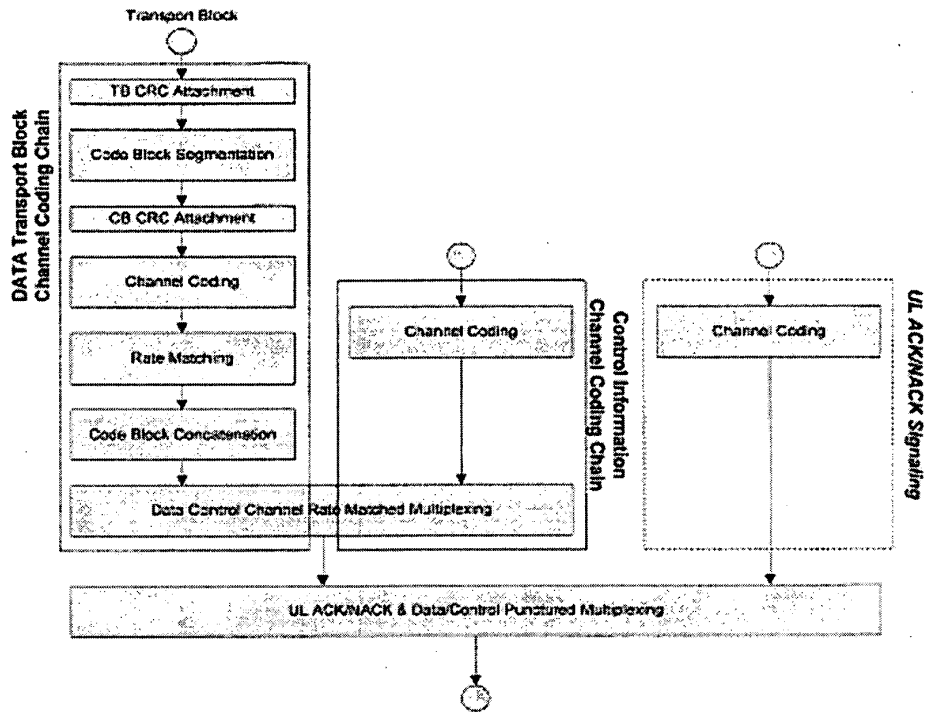 Transport Block
TB CRC Attachment
Code Block Segmentation
CB CRC Attachment
Channel Coding
Rate Matching
Code Block Concatenation
DATA Transport Block
Channel Coding Chain
Channel Coding
Control Information
Channel Coding Chain
Channel Coding
UL ACK/NACK Signaling
Data Control Channel Rate Matched Multiplexing
UL ACK/NACK & Data/Control Punctured Multiplexing